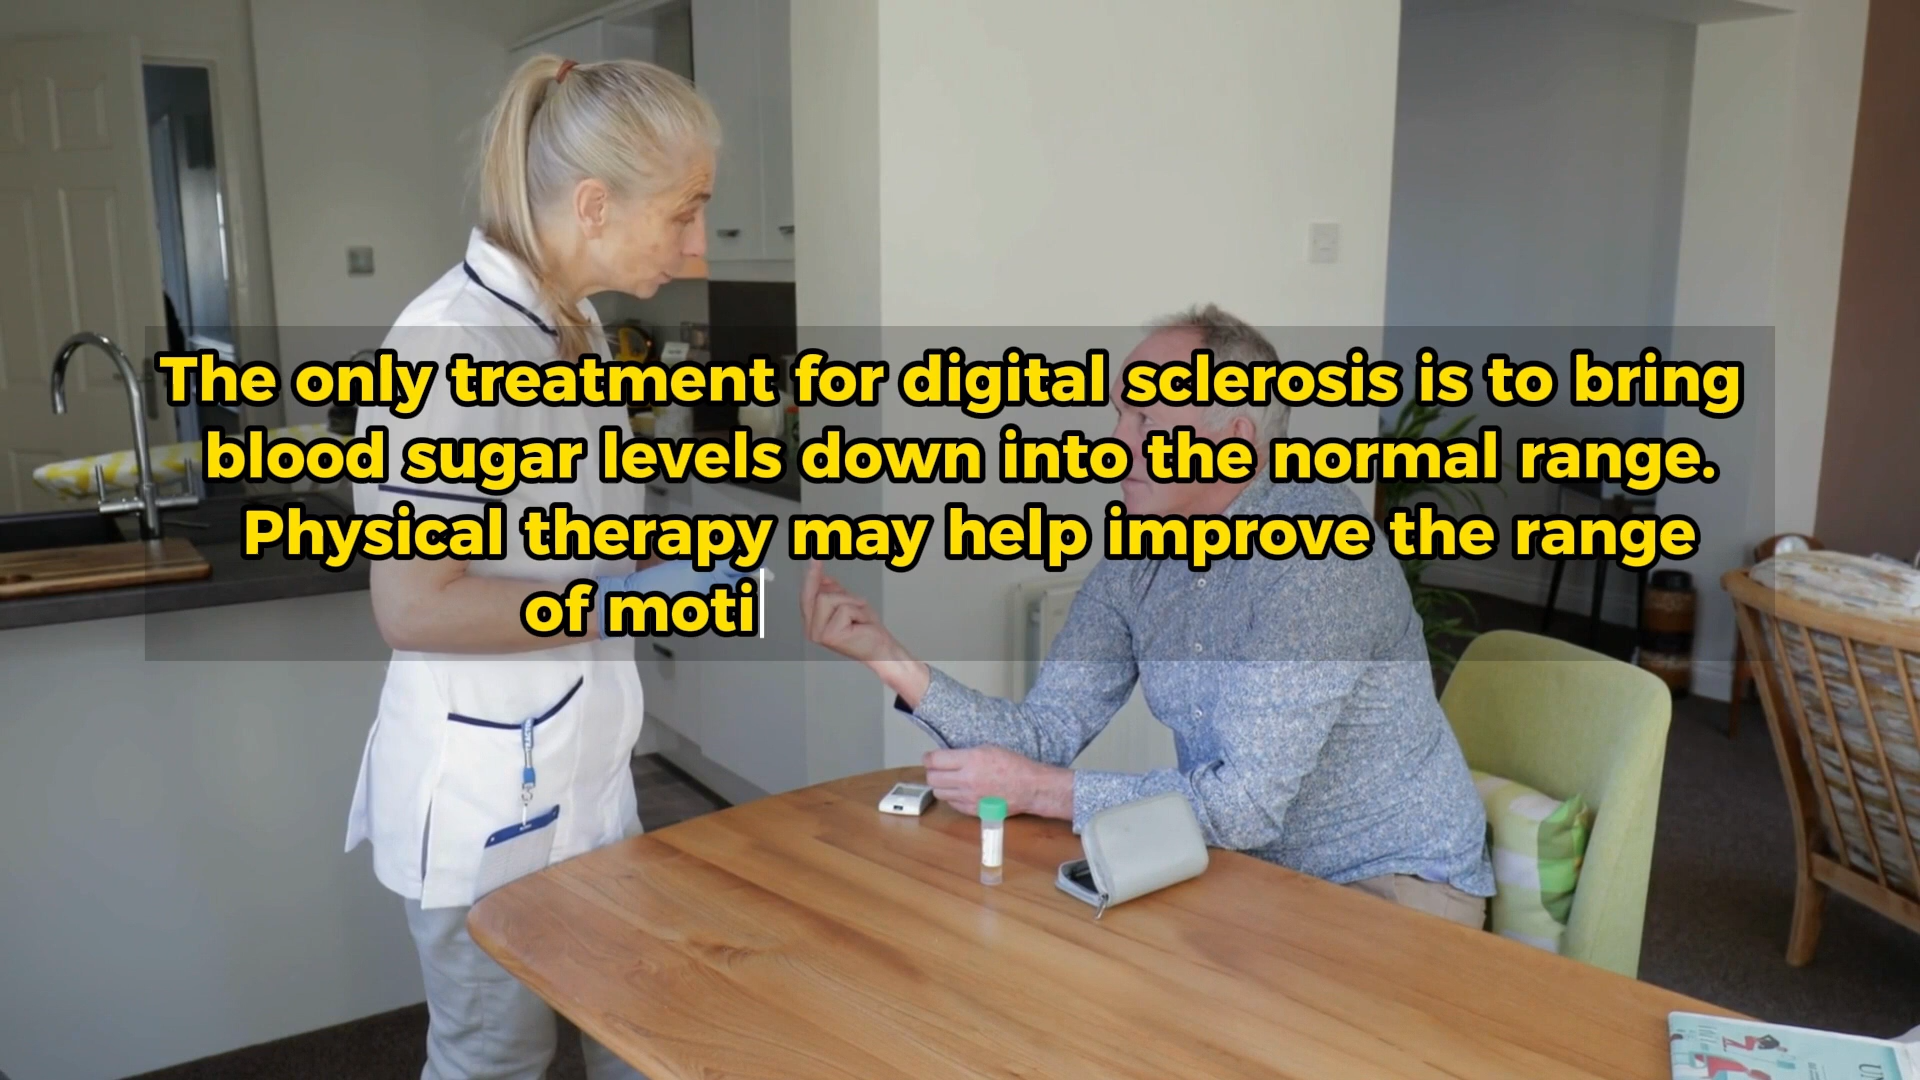 The only treatment for digital sclerosis is to bring
blood sugar levels down into the normal range.
Physical therapy may help improve the range
of moti
UN